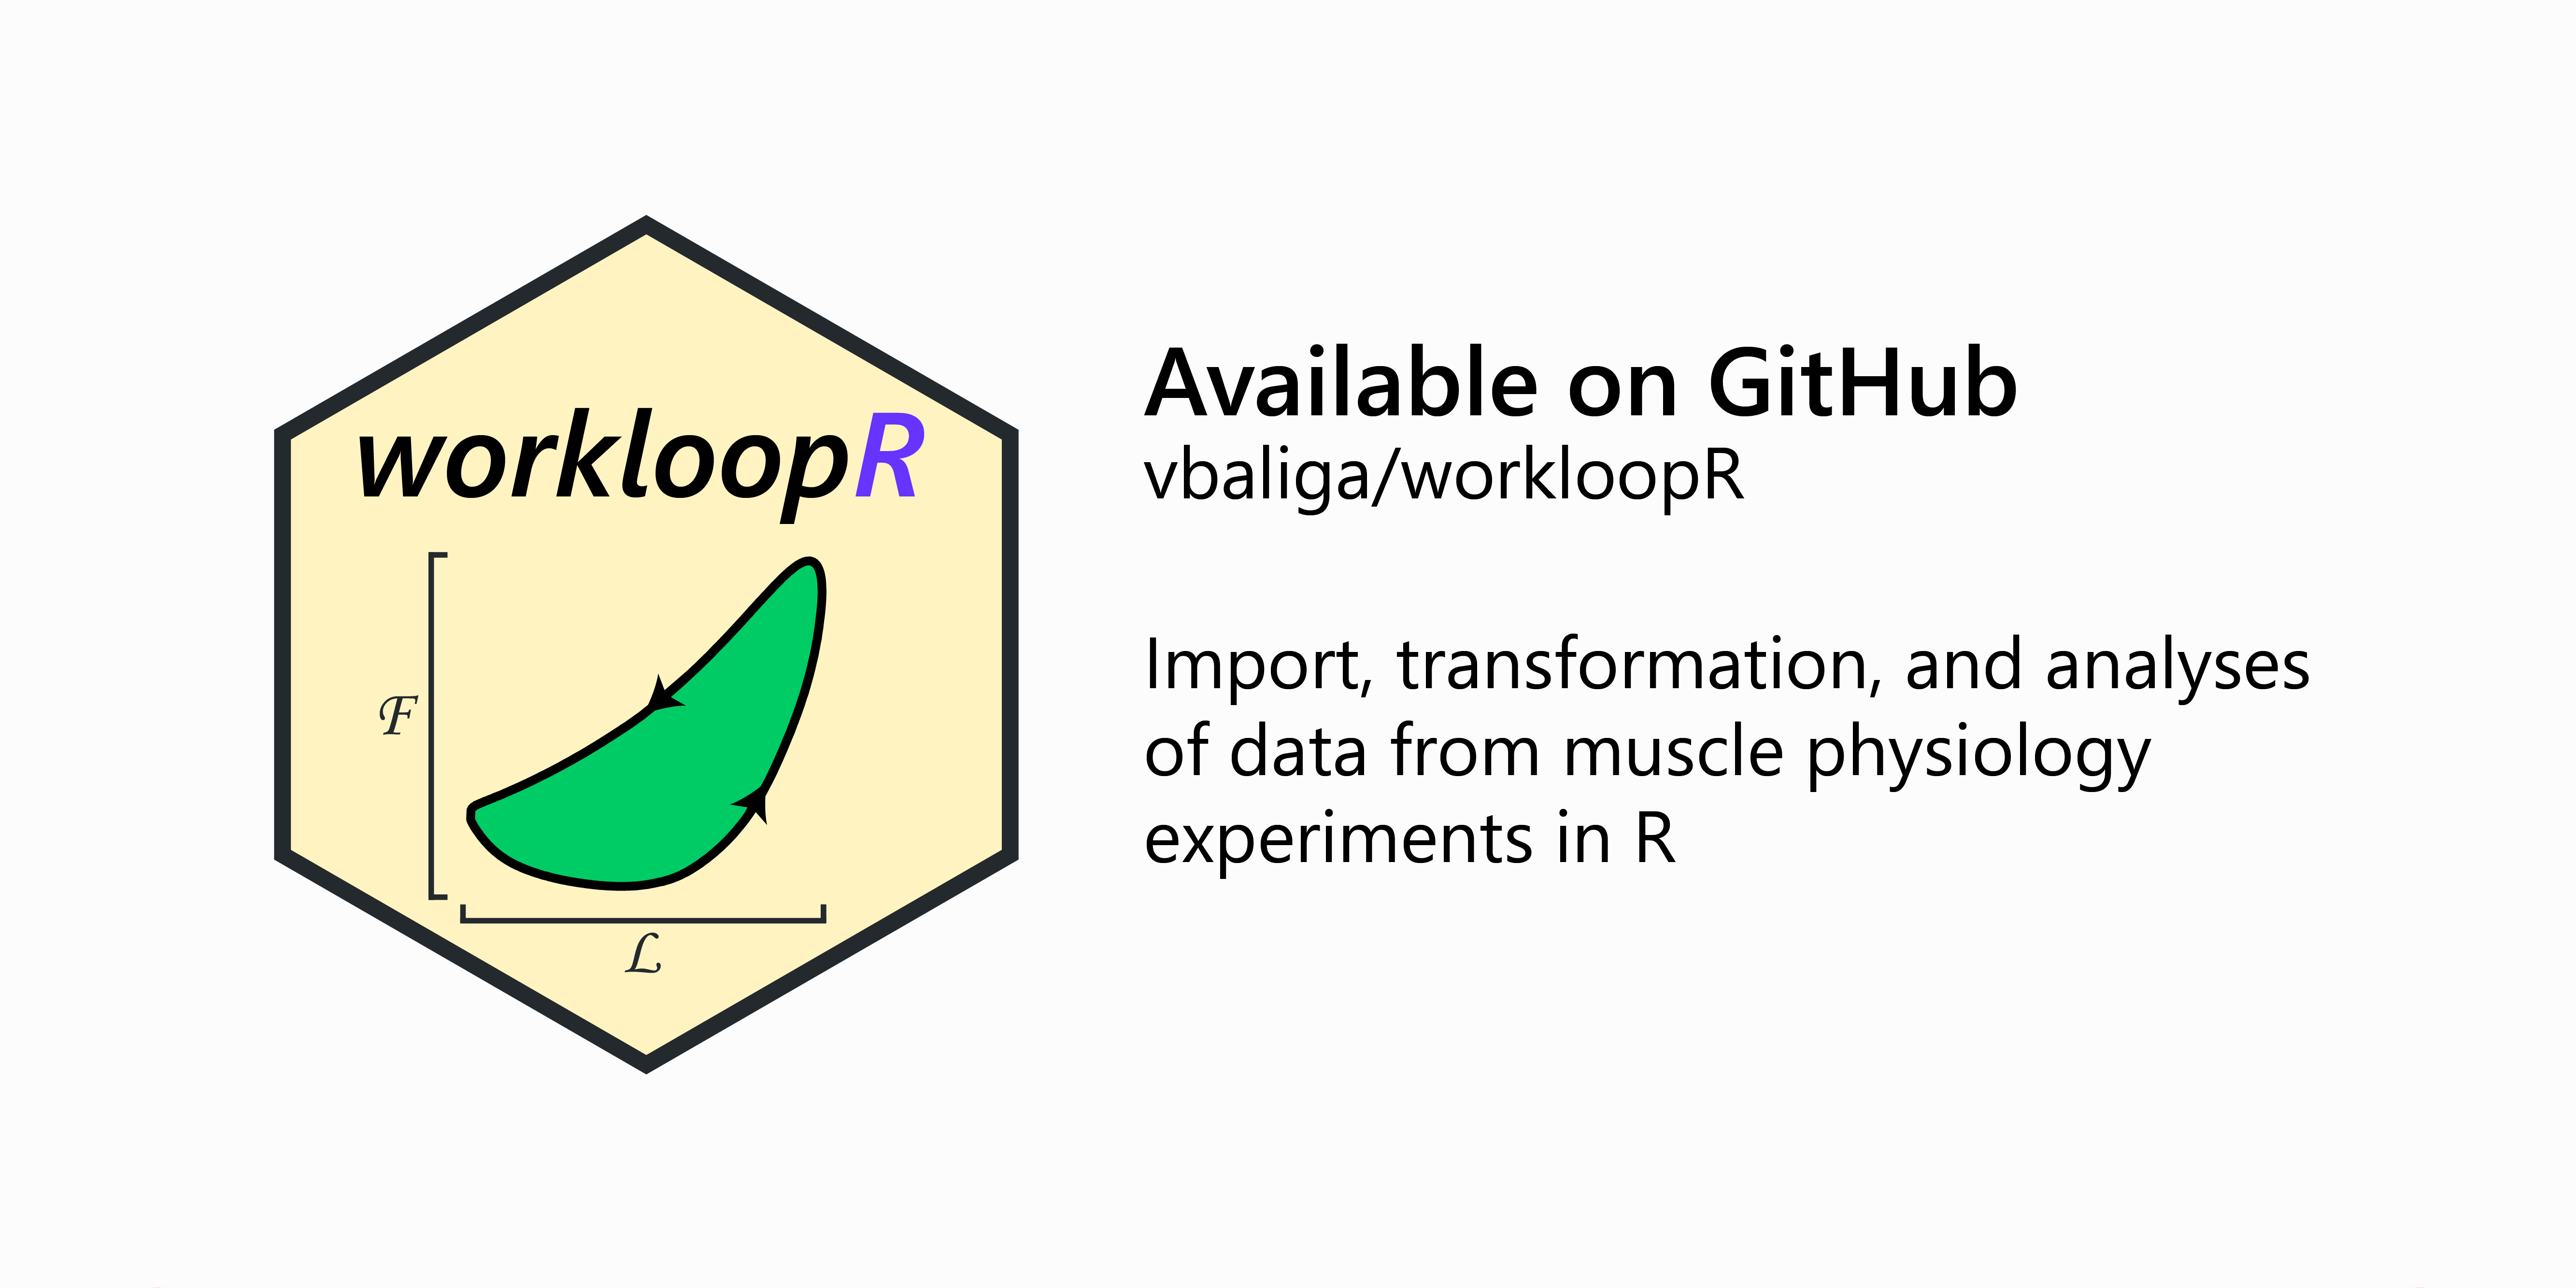 workloopR
ℱ
ℒ
Available on GitHub
vbaliga/workloopR
Import, transformation, and analyses
of data from muscle physiology
experiments in R